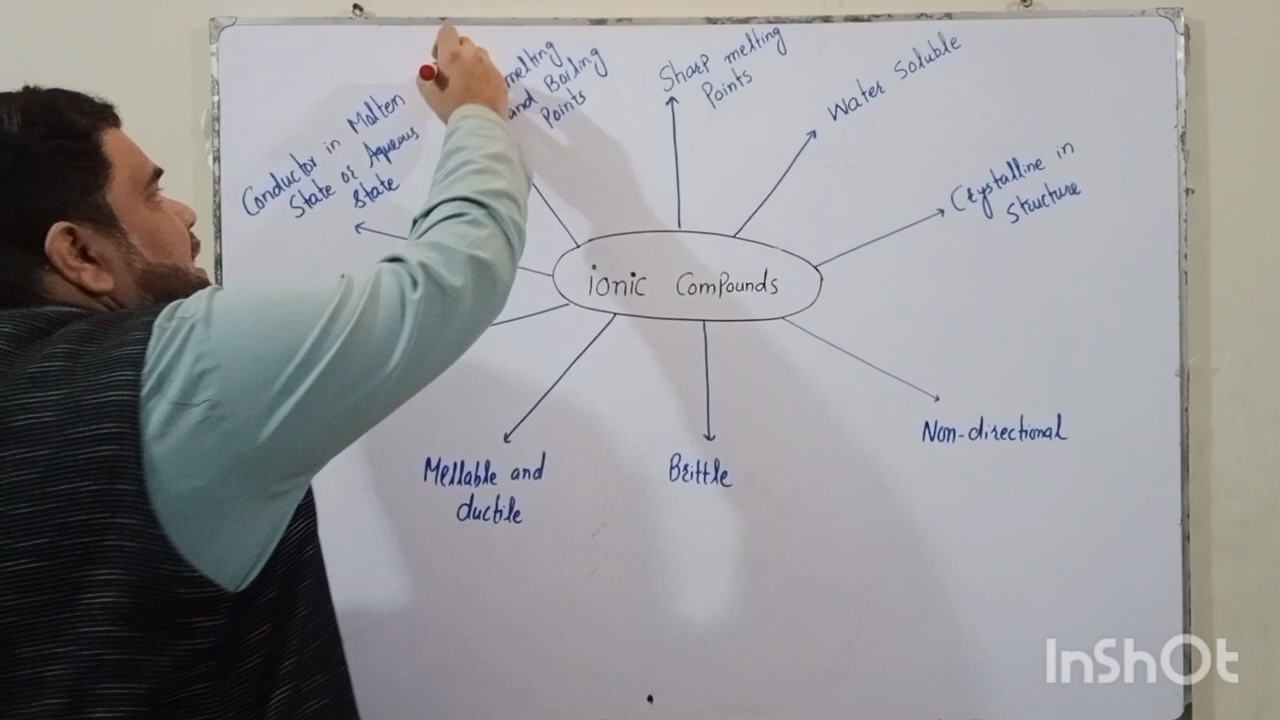 Conductor in Molten
State or Aqueous
State
melting
and Boiling
Points
Sharp melting
Points
Water Soluble
Crystalline in
Structure
ionic Compounds
Non-directional
Brittle
Mellable and
ductile
InShOt